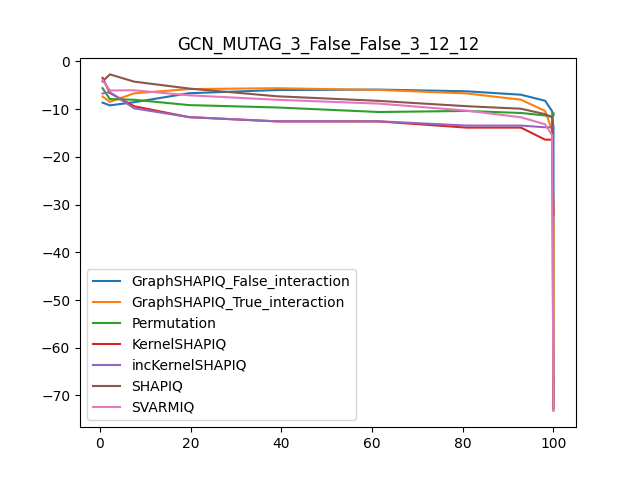 GCN_MUTAG_3_False_False_3_12_12
0
−10
−20
−30
−40
−50
−60
−70
GraphSHAPIQ_False_interaction
GraphSHAPIQ_True_interaction
Permutation
KernelSHAPIQ
incKernelSHAPIQ
SHAPIQ
SVARMIQ
0 20 40 60 80 100